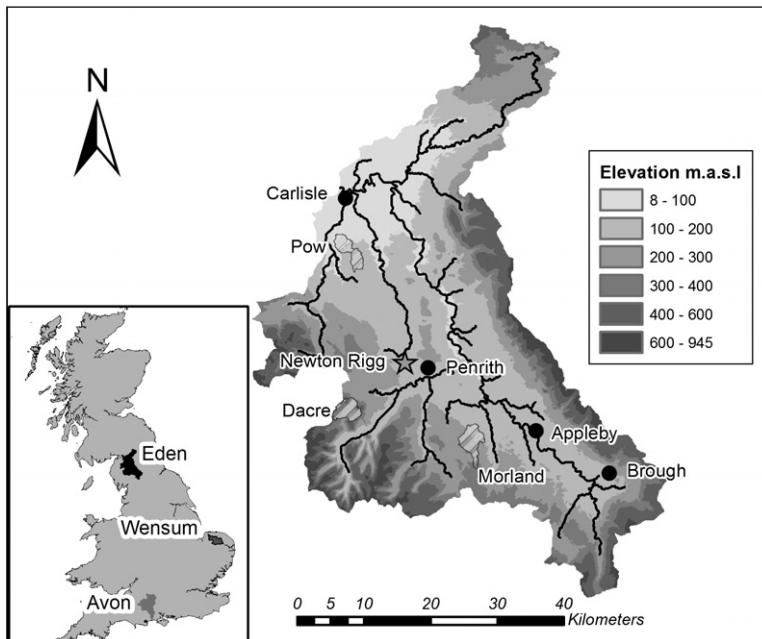 N
Carlisle
Pow
Newton Rigg
Penrith
Dacre
Appleby
Morland
Brough
Elevation m.a.s.l
8 - 100
100 - 200
200 - 300
300 - 400
400 - 600
600 - 945
Eden
Wensum
Avon
0 5 10 20 30 40
Kilometers